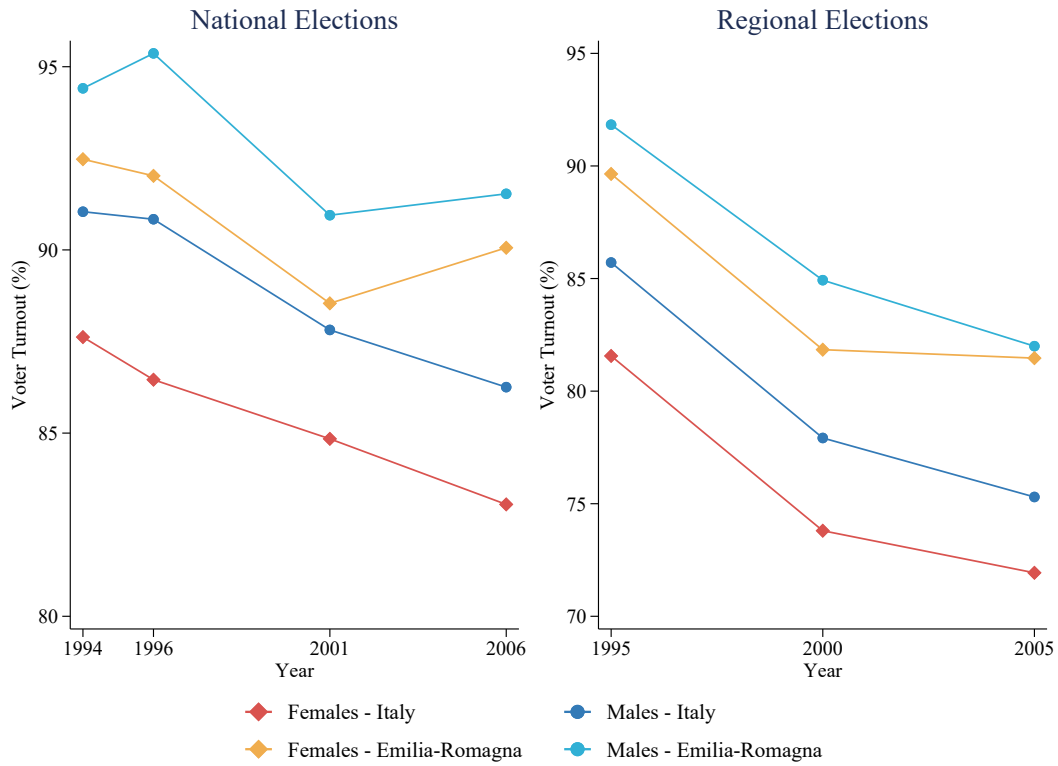 National Elections
Voter Turnout (%)
95
90
85
80
1994 1996 2001 2006
Year
Regional Elections
Voter Turnout (%)
95
90
85
80
75
70
1995 2000 2005
Year
Females - Italy
Males - Italy
Females - Emilia-Romagna
Males - Emilia-Romagna